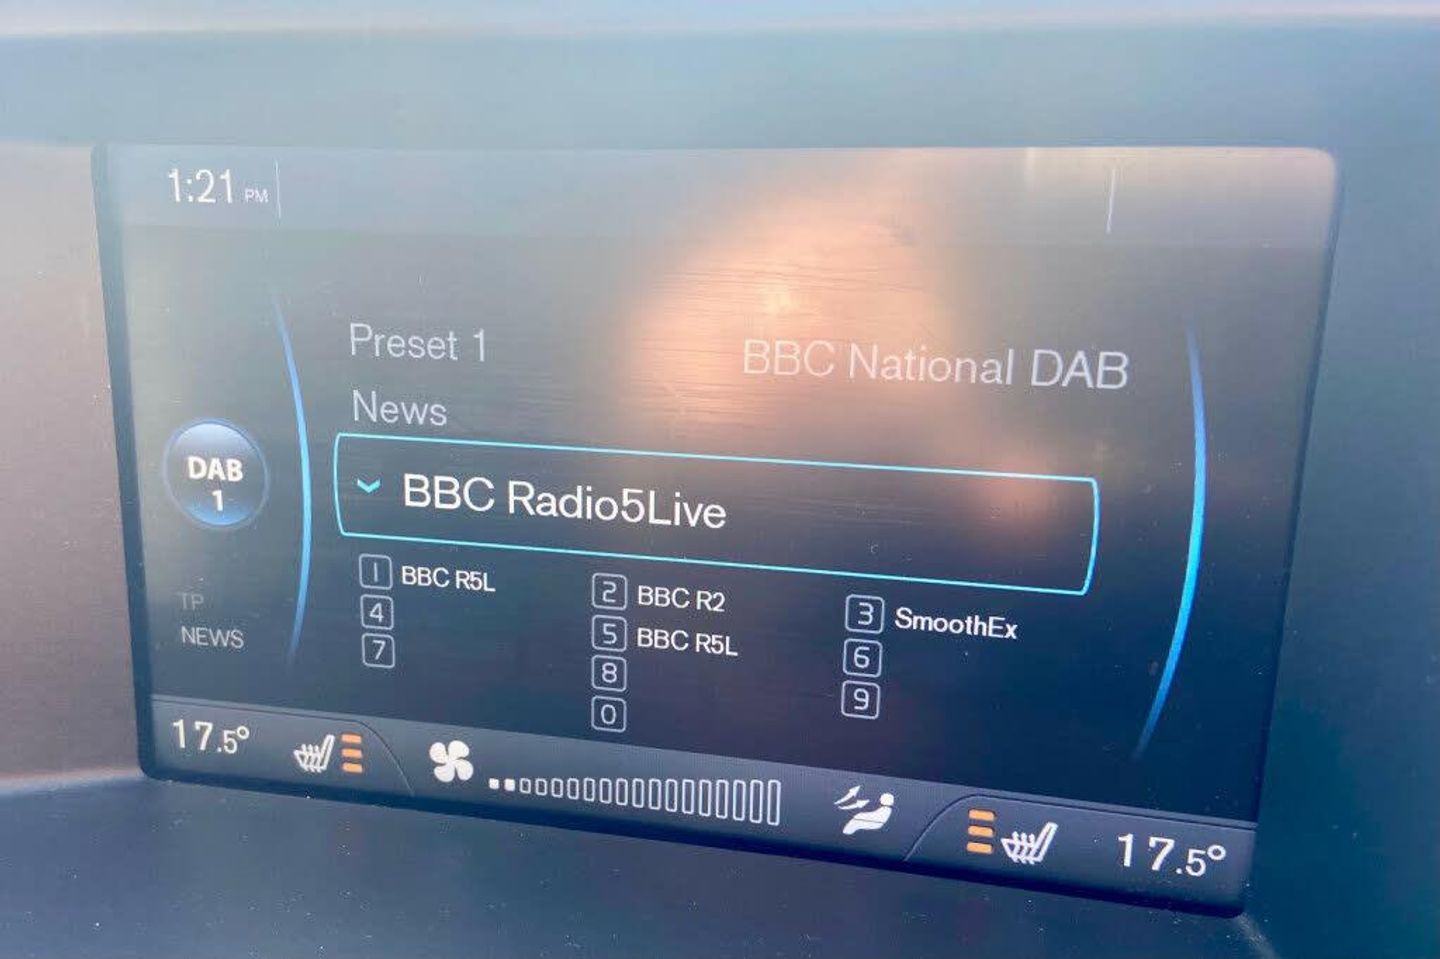 1:21 PM
Preset 1
BBC National DAB
News
DAB
1
BBC Radio5Live
1 BBC R5L
2 BBC R2
3 SmoothEx
4
5 BBC R5L
6
7
8
9
0
TP
NEWS
17.5°
17.5°